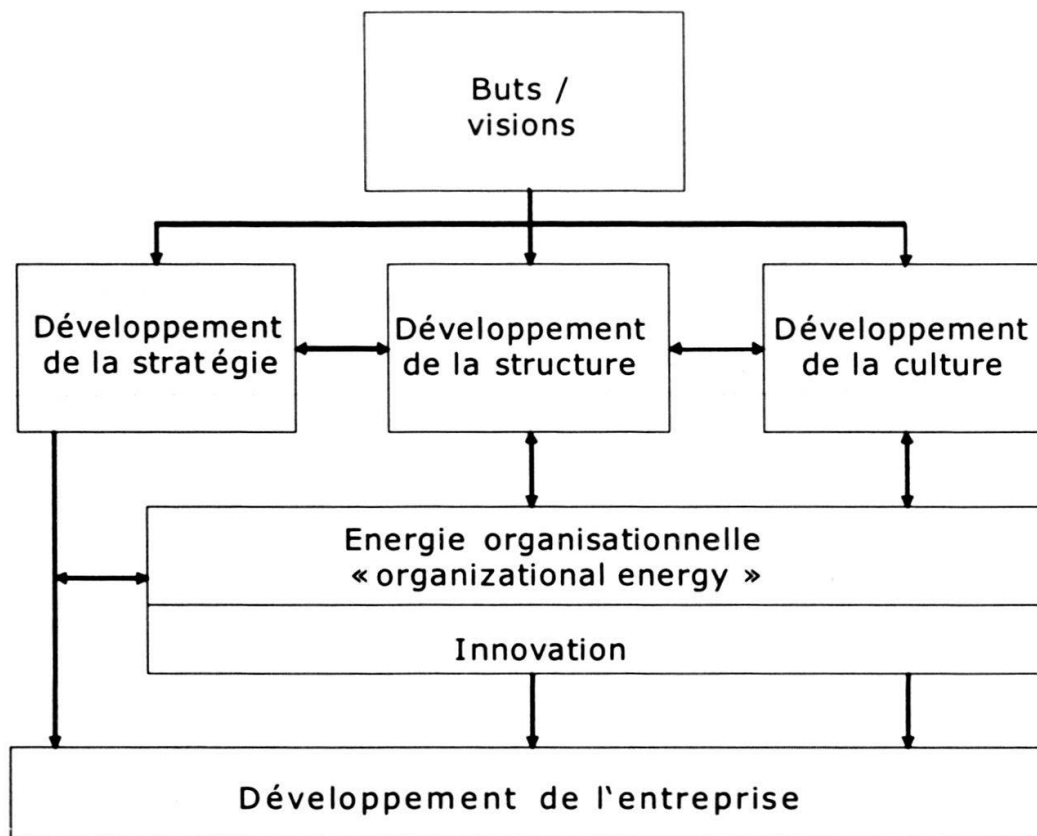 Buts /
visions
Développement
de la stratégie
Développement
de la structure
Développement
de la culture
Energie organisationnelle
« organizational energy »
Innovation
Développement de l'entreprise